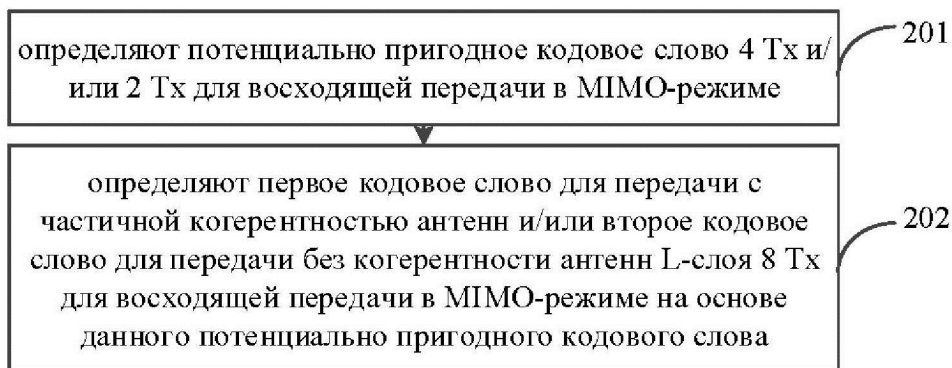 определяют потенциально пригодное кодовое слово 4 Tx и/
или 2 Tx для восходящей передачи в MIMO-режиме
201
определяют первое кодовое слово для передачи с
частичной когерентностью антенн и/или второе кодовое
слово для передачи без когерентности антенн L-слоя 8 Tx
для восходящей передачи в MIMO-режиме на основе
данного потенциально пригодного кодового слова
202